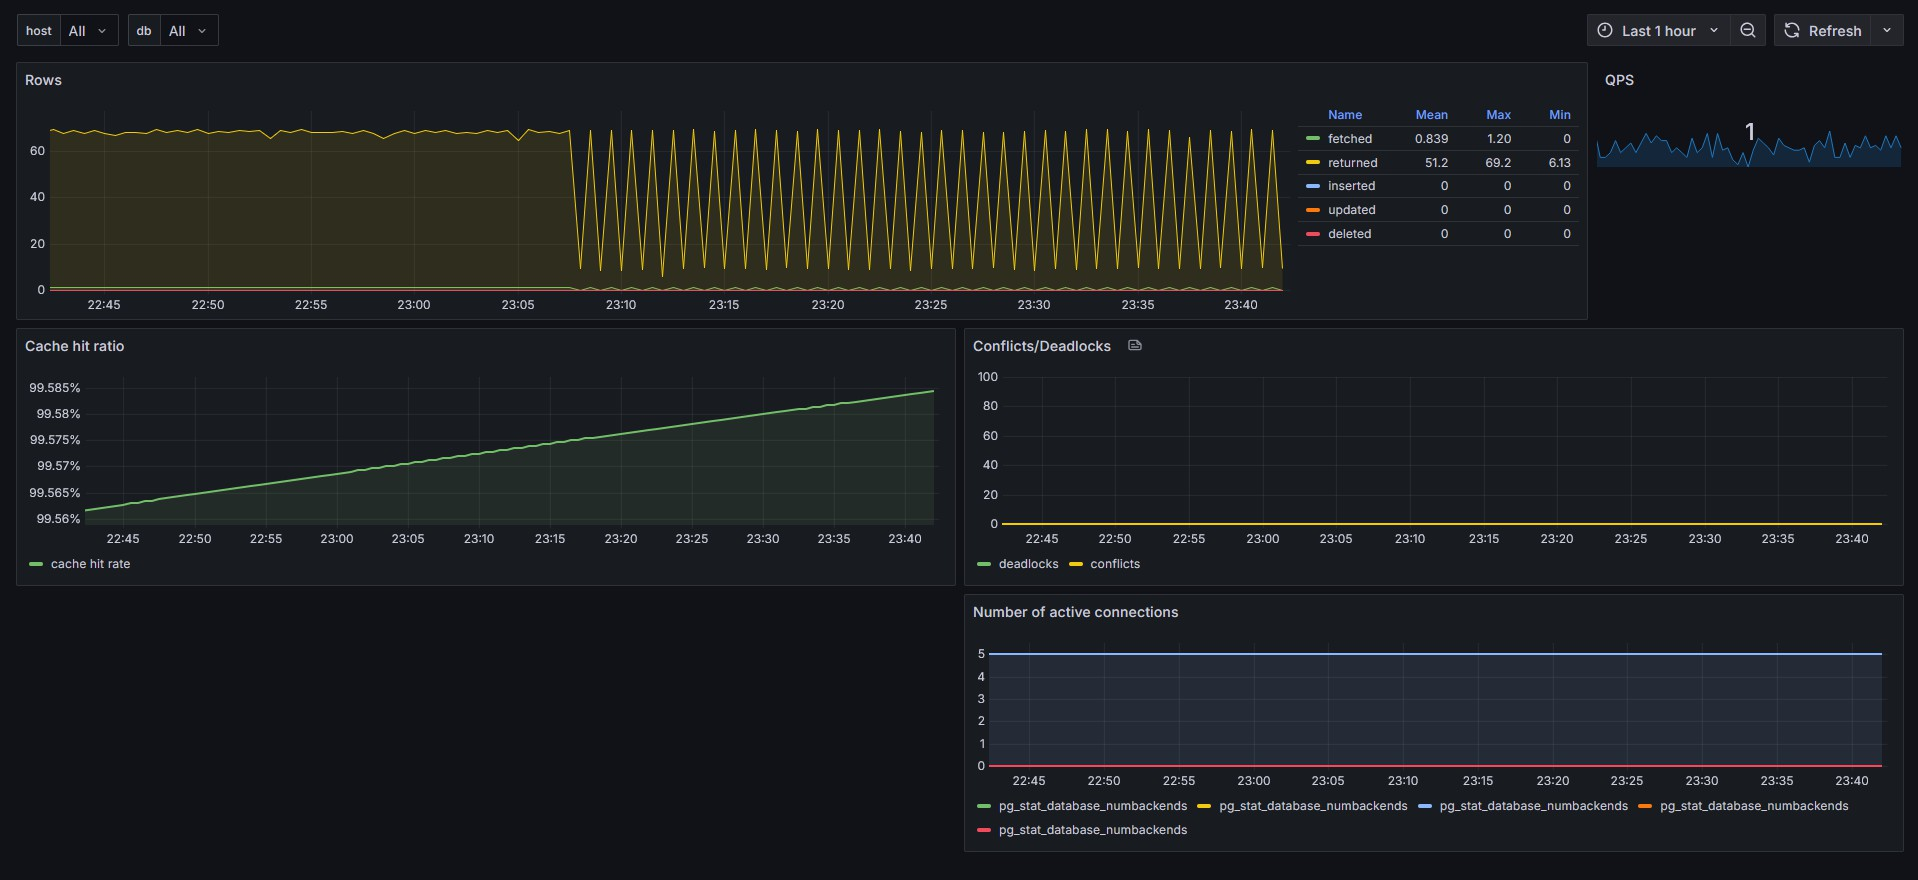 host All db All Last 1 hour Refresh
Rows
QPS
60
40
20
0
22:45 22:50 22:55 23:00 23:05 23:10 23:15 23:20 23:25 23:30 23:35 23:40
Name Mean Max Min
fetched 0.839 1.20 0
returned 51.2 69.2 6.13
inserted 0 0 0
updated 0 0 0
deleted 0 0 0
1
Cache hit ratio
99.585%
99.58%
99.575%
99.57%
99.565%
99.56%
22:45 22:50 22:55 23:00 23:05 23:10 23:15 23:20 23:25 23:30 23:35 23:40
cache hit rate
Conflicts/Deadlocks
100
80
60
40
20
0
22:45 22:50 22:55 23:00 23:05 23:10 23:15 23:20 23:25 23:30 23:35 23:40
deadlocks conflicts
Number of active connections
5
4
3
2
1
0
22:45 22:50 22:55 23:00 23:05 23:10 23:15 23:20 23:25 23:30 23:35 23:40
pg_stat_database_numbackends pg_stat_database_numbackends pg_stat_database_numbackends pg_stat_database_numbackends
pg_stat_database_numbackends